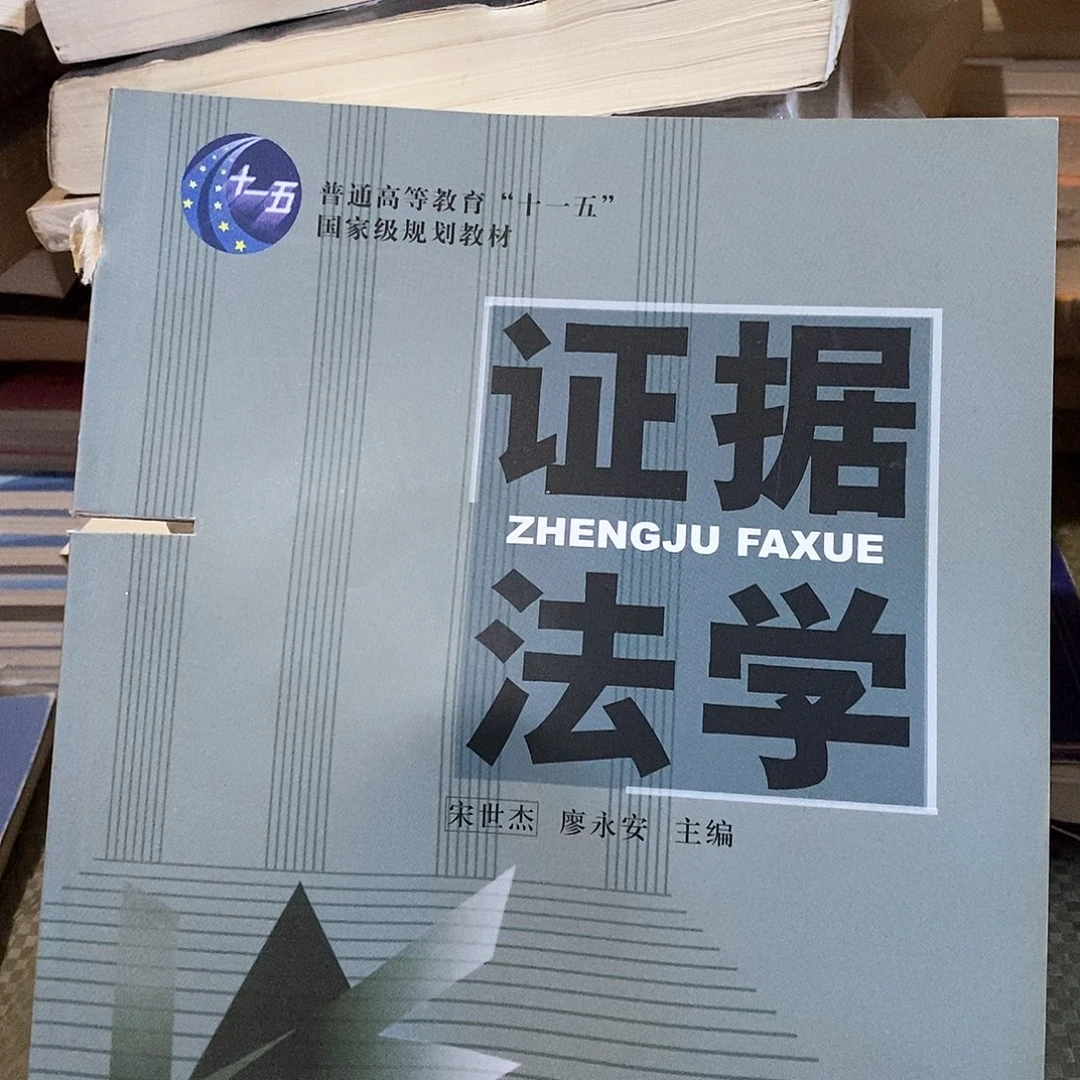 十一五
普通高等教育“十一五”
国家级规划教材
证据
ZHENGJU FAXUE
法学
宋世杰 廖永安 主编